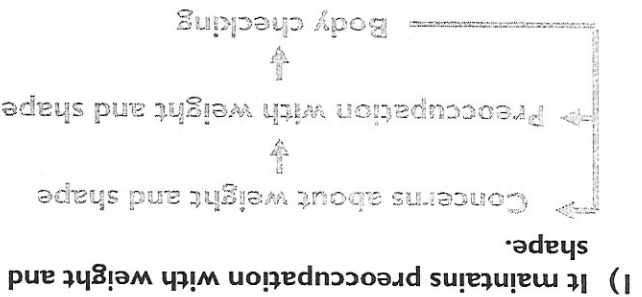 1) It maintains preoccupation with weight and
shape.
Concerns about weight and shape
Preoccupation with weight and shape
Body checking